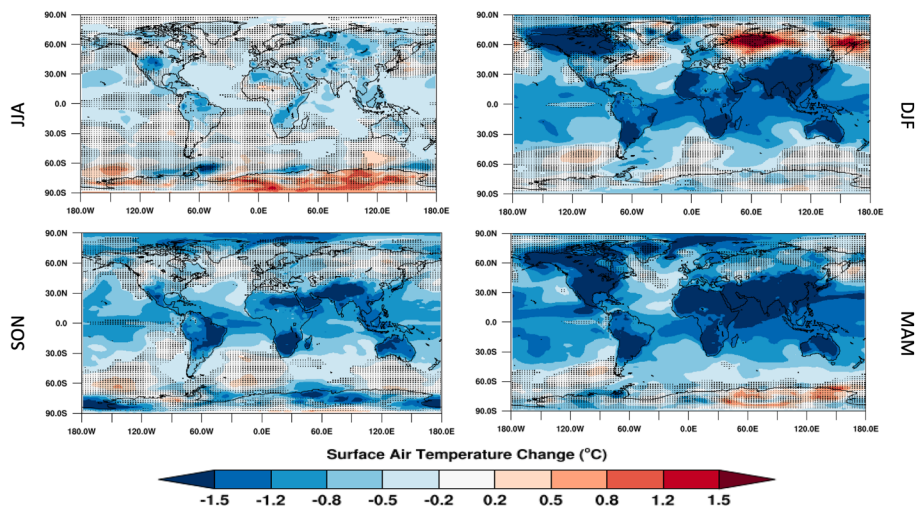 JJA
90.0N
60.0N
30.0N
0.0
30.0S
60.0S
90.0S
180.0W 120.0W 60.0W 0.0E 60.0E 120.0E 180.0E
DJF
90.0N
60.0N
30.0N
0.0
30.0S
60.0S
90.0S
180.0W 120.0W 60.0W 0.0E 60.0E 120.0E 180.0E
SON
90.0N
60.0N
30.0N
0.0
30.0S
60.0S
90.0S
180.0W 120.0W 60.0W 0.0E 60.0E 120.0E 180.0E
MAM
90.0N
60.0N
30.0N
0.0
30.0S
60.0S
90.0S
180.0W 120.0W 60.0W 0.0E 60.0E 120.0E 180.0E
Surface Air Temperature Change (°C)
-1.5 -1.2 -0.8 -0.5 -0.2 0.2 0.5 0.8 1.2 1.5